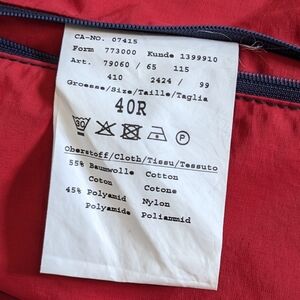 CA-NO. 07415
Form 773000 Kunde 1399910
Art. 79060 / 65 115
410 2424 / 99
Groesse/Size/Taille/Taglia
40R
30 P
Oberstoff/Cloth/Tissu/Tessuto
55% Baumwolle Cotton
Coton Cotone
45% Polyamid Nylon
Polyamide Poliammid